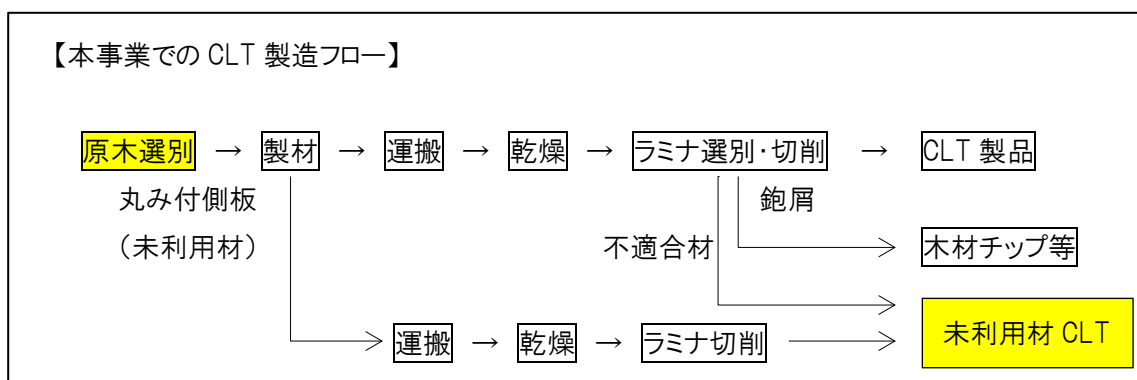 【本事業での CLT 製造フロー】
原木選別 → 製材 → 運搬 → 乾燥 → ラミナ選別・切削 → CLT 製品
丸み付側板 鉋屑
（未利用材） 不適合材 木材チップ等
未利用材 CLT
運搬 → 乾燥 → ラミナ切削